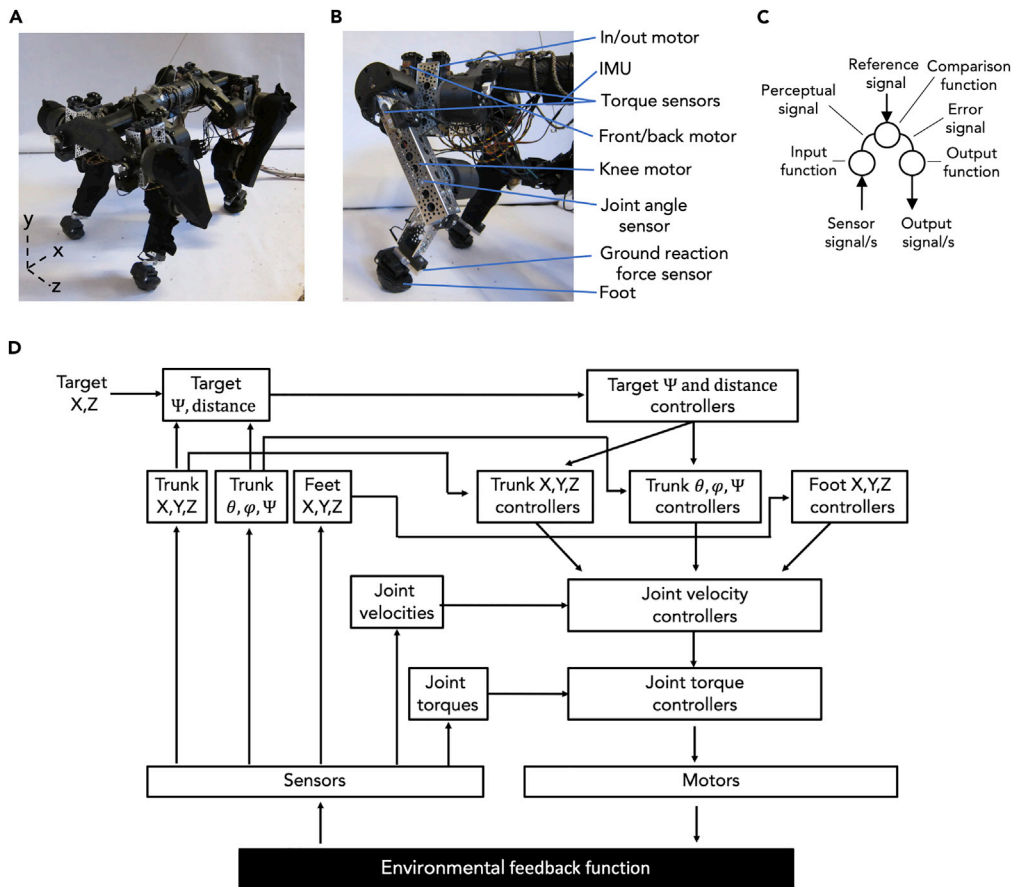 A
y
x
z
B
In/out motor
IMU
Torque sensors
Front/back motor
Knee motor
Joint angle
sensor
Ground reaction
force sensor
Foot
C
Reference
signal
Comparison
function
Perceptual
signal
Error
signal
Input
function
Output
function
Sensor
signal/s
Output
signal/s
D
Target
X,Z
Target
Ψ, distance
Target Ψ and distance
controllers
Trunk
X,Y,Z
Trunk
θ, φ, Ψ
Feet
X,Y,Z
Trunk X,Y,Z
controllers
Trunk θ, φ, Ψ
controllers
Foot X,Y,Z
controllers
Joint
velocities
Joint velocity
controllers
Joint
torques
Joint torque
controllers
Sensors
Motors
Environmental feedback function